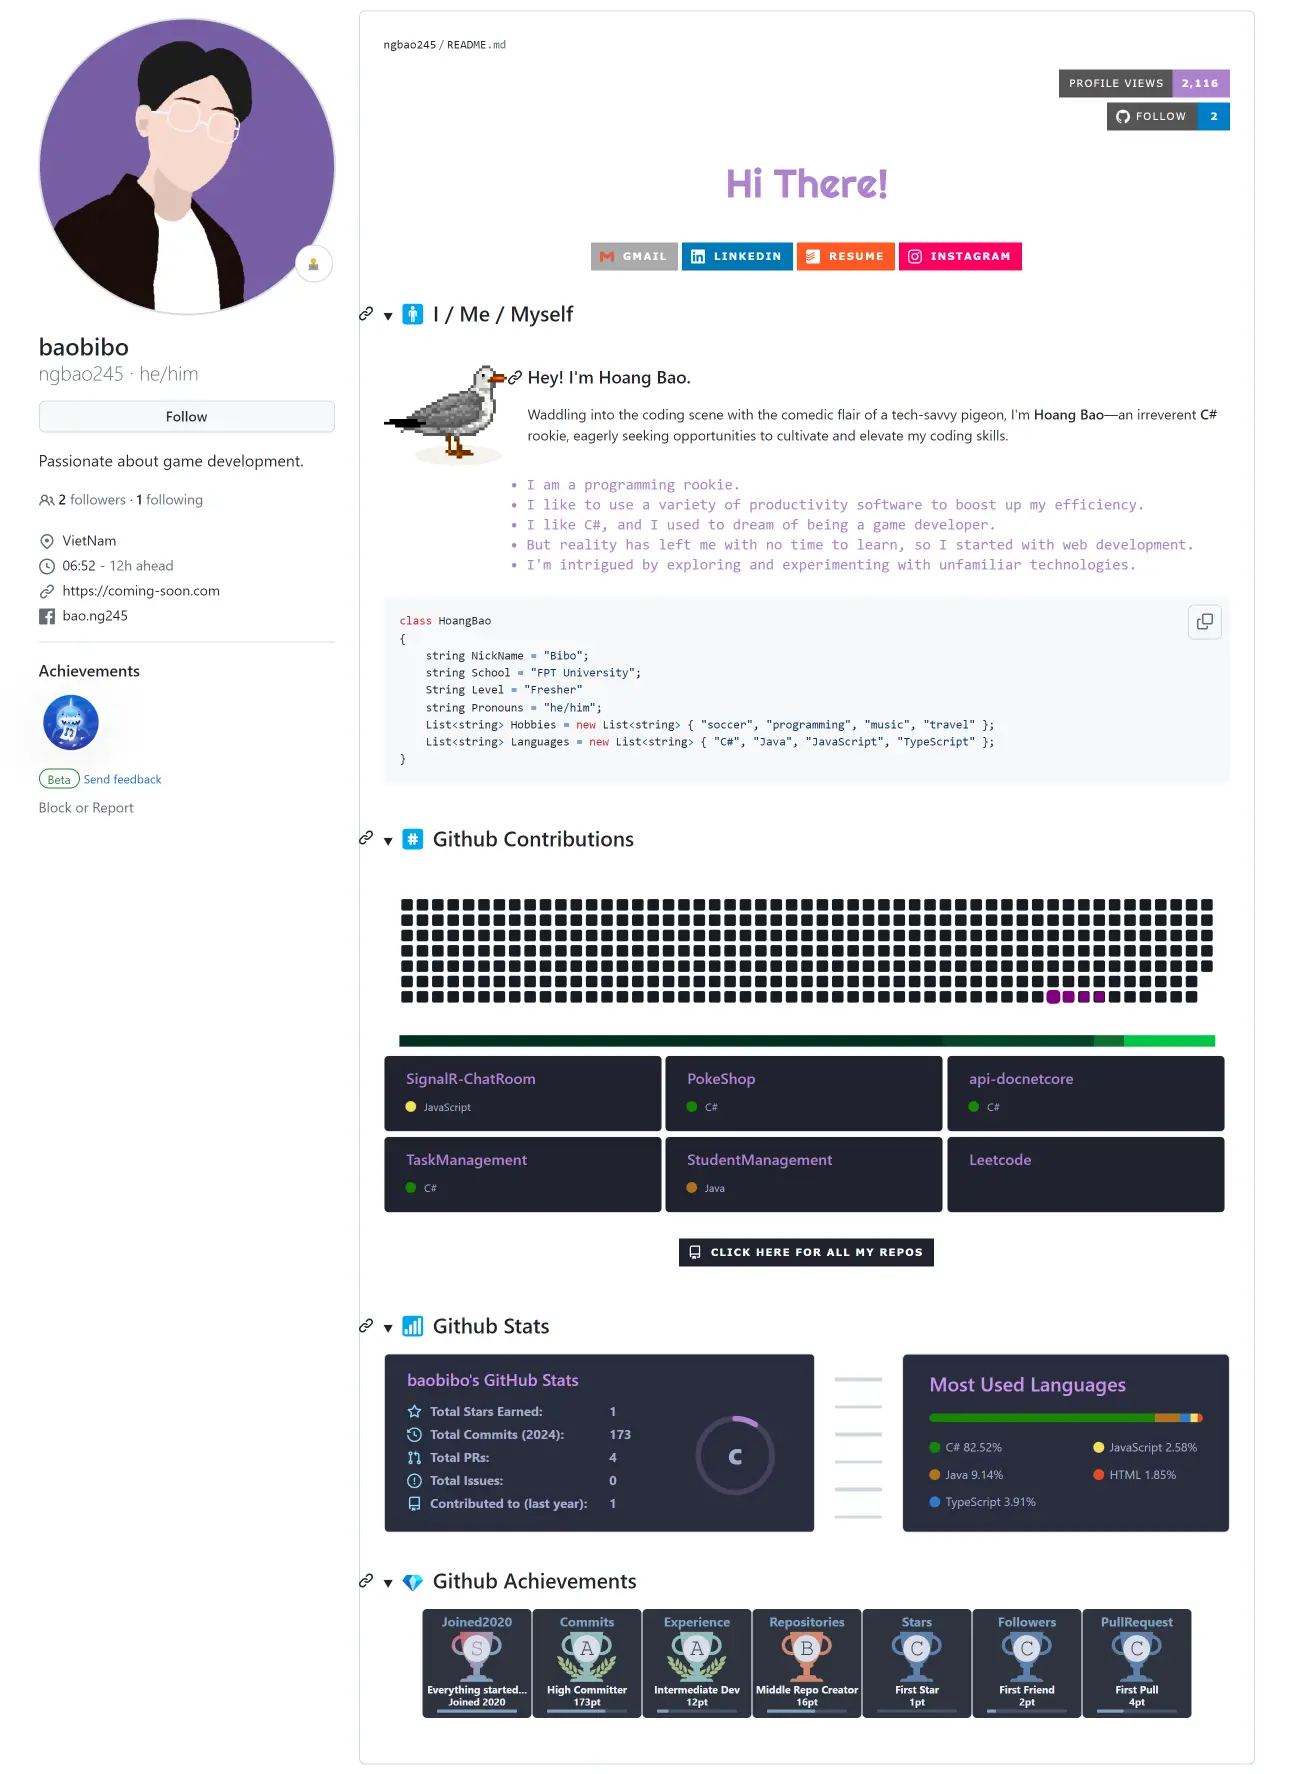 baobibo
ngbao245 · he/him
Follow
Passionate about game development.
2 followers · 1 following
VietNam
06:52 - 12h ahead
https://coming-soon.com
bao.ng245
Achievements
Beta Send feedback
Block or Report
ngbao245 / README.md
PROFILE VIEWS 2,116
FOLLOW 2
Hi There!
GMAIL LINKEDIN RESUME INSTAGRAM
I / Me / Myself
Hey! I'm Hoang Bao.
Waddling into the coding scene with the comedic flair of a tech-savvy pigeon, I'm Hoang Bao—an irreverent C#
rookie, eagerly seeking opportunities to cultivate and elevate my coding skills.
• I am a programming rookie.
• I like to use a variety of productivity software to boost up my efficiency.
• I like C#, and I used to dream of being a game developer.
• But reality has left me with no time to learn, so I started with web development.
• I'm intrigued by exploring and experimenting with unfamiliar technologies.
class HoangBao
{
string NickName = "Bibo";
string School = "FPT University";
String Level = "Fresher"
string Pronouns = "he/him";
List<string> Hobbies = new List<string> { "soccer", "programming", "music", "travel" };
List<string> Languages = new List<string> { "C#", "Java", "JavaScript", "TypeScript" };
}
# Github Contributions
SignalR-ChatRoom PokeShop api-docnetcore
JavaScript C# C#
TaskManagement StudentManagement Leetcode
C# Java
CLICK HERE FOR ALL MY REPOS
Github Stats
baobibo's GitHub Stats
Total Stars Earned: 1
Total Commits (2024): 173
Total PRs: 4
Total Issues: 0
Contributed to (last year): 1
C
Most Used Languages
C# 82.52% JavaScript 2.58%
Java 9.14% HTML 1.85%
TypeScript 3.91%
Github Achievements
Joined2020 Commits Experience Repositories Stars Followers PullRequest
S A A B C C C
Everything started... High Committer Intermediate Dev Middle Repo Creator First Star First Friend First Pull
Joined 2020 173pt 12pt 16pt 1pt 2pt 4pt